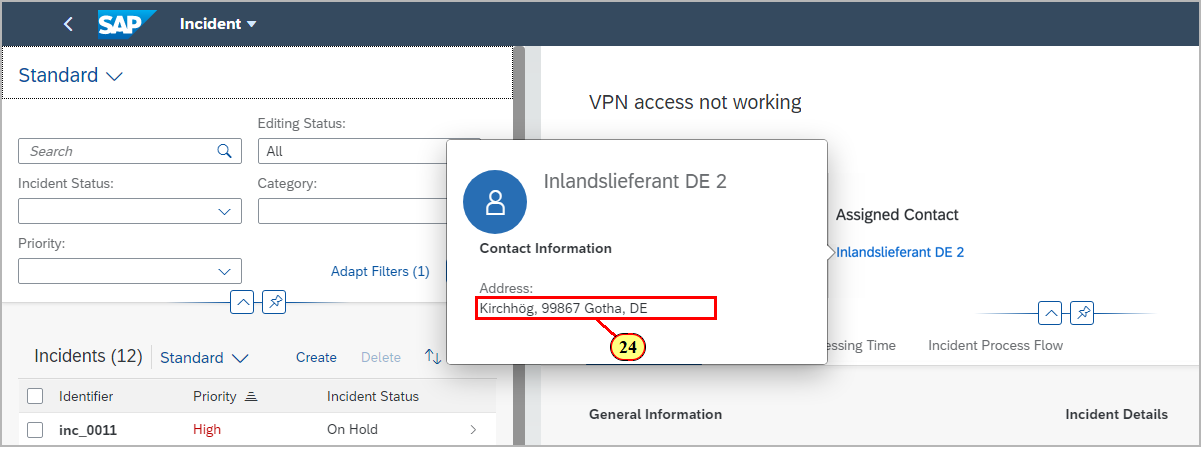 SAP
Incident
Standard
VPN access not working
Editing Status:
Search
All
Incident Status:
Category:
Priority:
Adapt Filters (1)
Inlandslieferant DE 2
Contact Information
Address:
Kirchhög, 99867 Gotha, DE
24
Assigned Contact
Inlandslieferant DE 2
Incidents (12)
Standard
Create
Delete
Time
Incident Process Flow
Identifier
Priority
Incident Status
General Information
Incident Details
inc_0011
High
On Hold